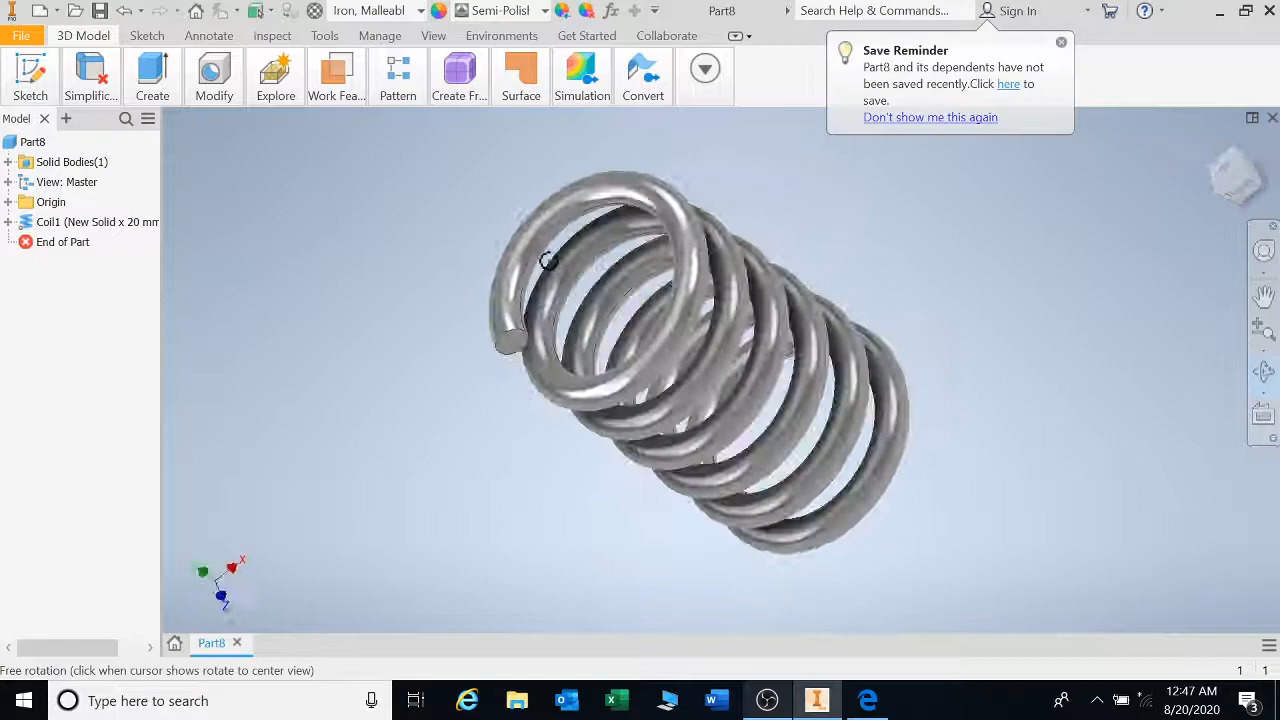 Iron, Malleabl
Semi-Polish
Part8
Search Help & Commands...
Sign In
File
3D Model
Sketch
Annotate
Inspect
Tools
Manage
View
Environments
Get Started
Collaborate
Sketch
Simplific...
Create
Modify
Explore
Work Fea...
Pattern
Create Fr...
Surface
Simulation
Convert
Save Reminder
Part8 and its dependents have not
been saved recently.Click here to
save.
Don't show me this again
Model
Part8
Solid Bodies(1)
View: Master
Origin
Coil1 (New Solid x 20 mm
End of Part
X
Z
Part8
Free rotation (click when cursor shows rotate to center view)
1
1
Type here to search
12:47 AM
8/20/2020
3